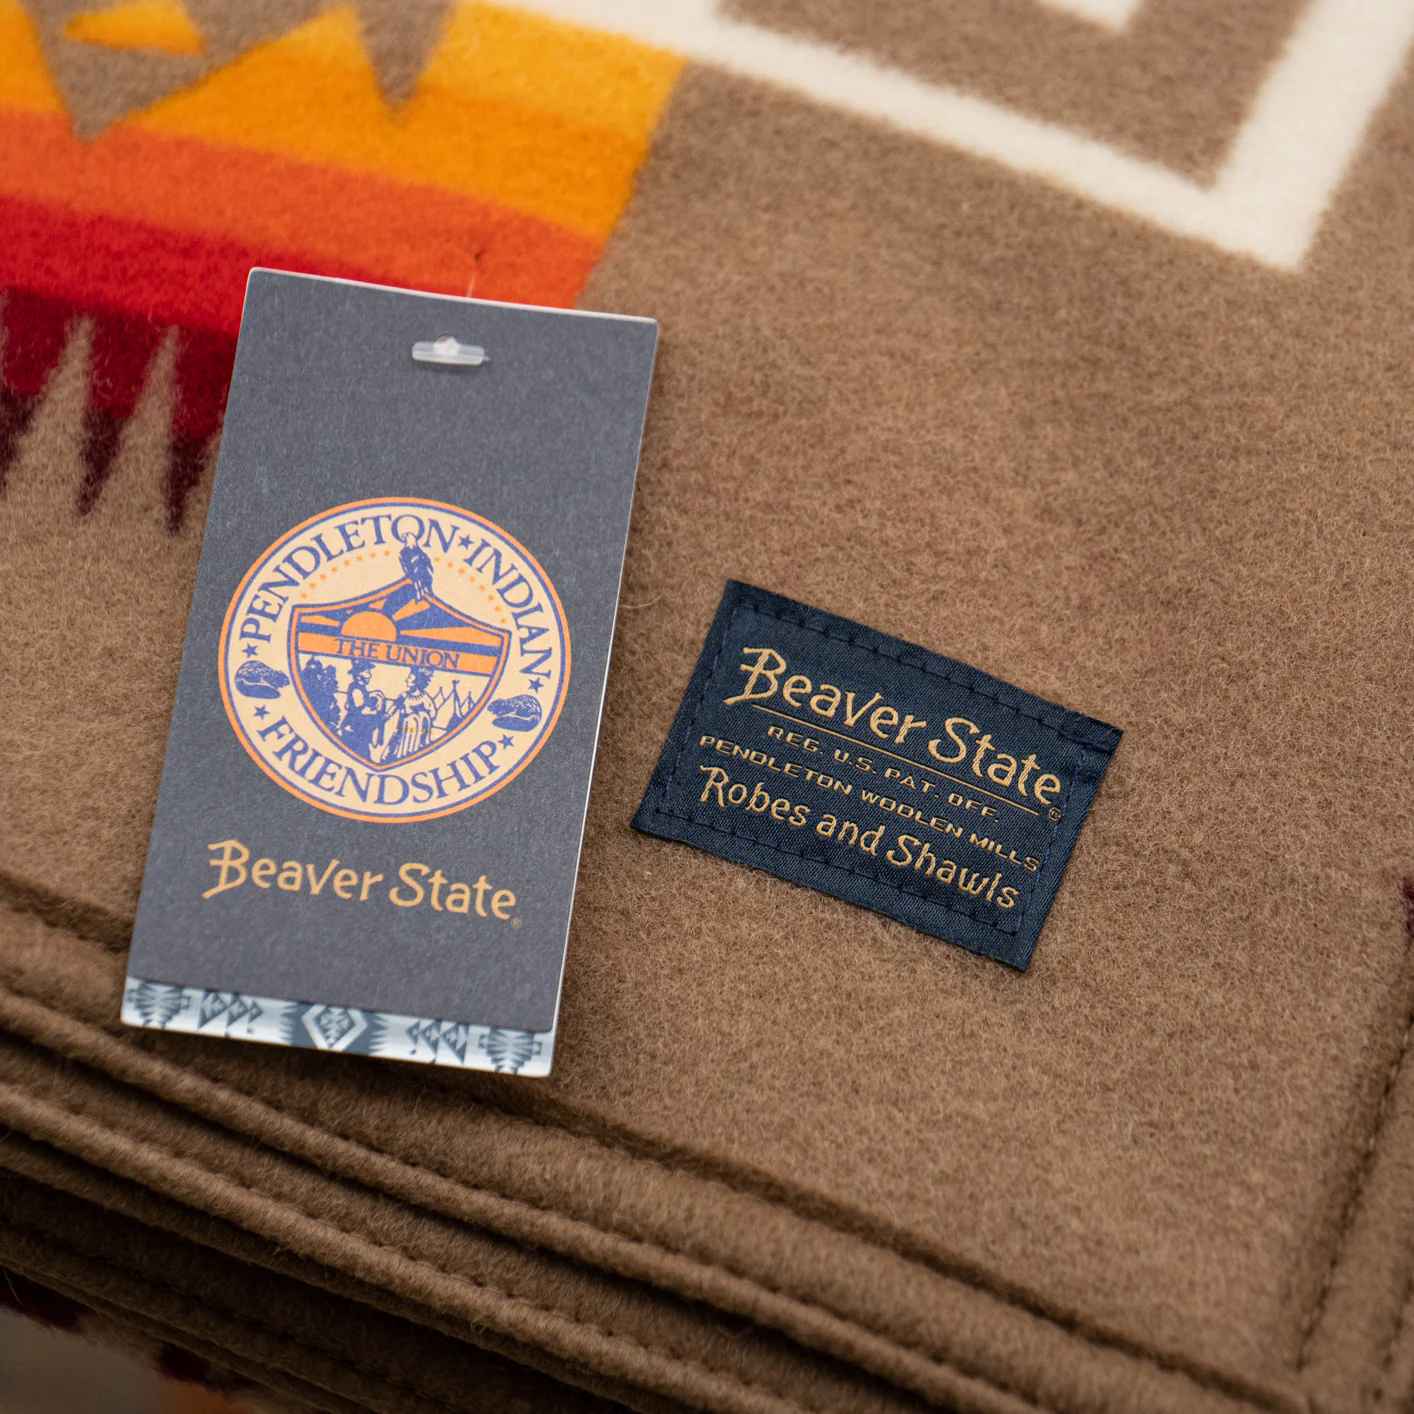 PENDLETON★INDIAN★
★FRIENDSHIP★
THE UNION
Beaver State®
Beaver State®
REG. U.S. PAT. OFF.
PENDLETON WOOLEN MILLS
Robes and Shawls